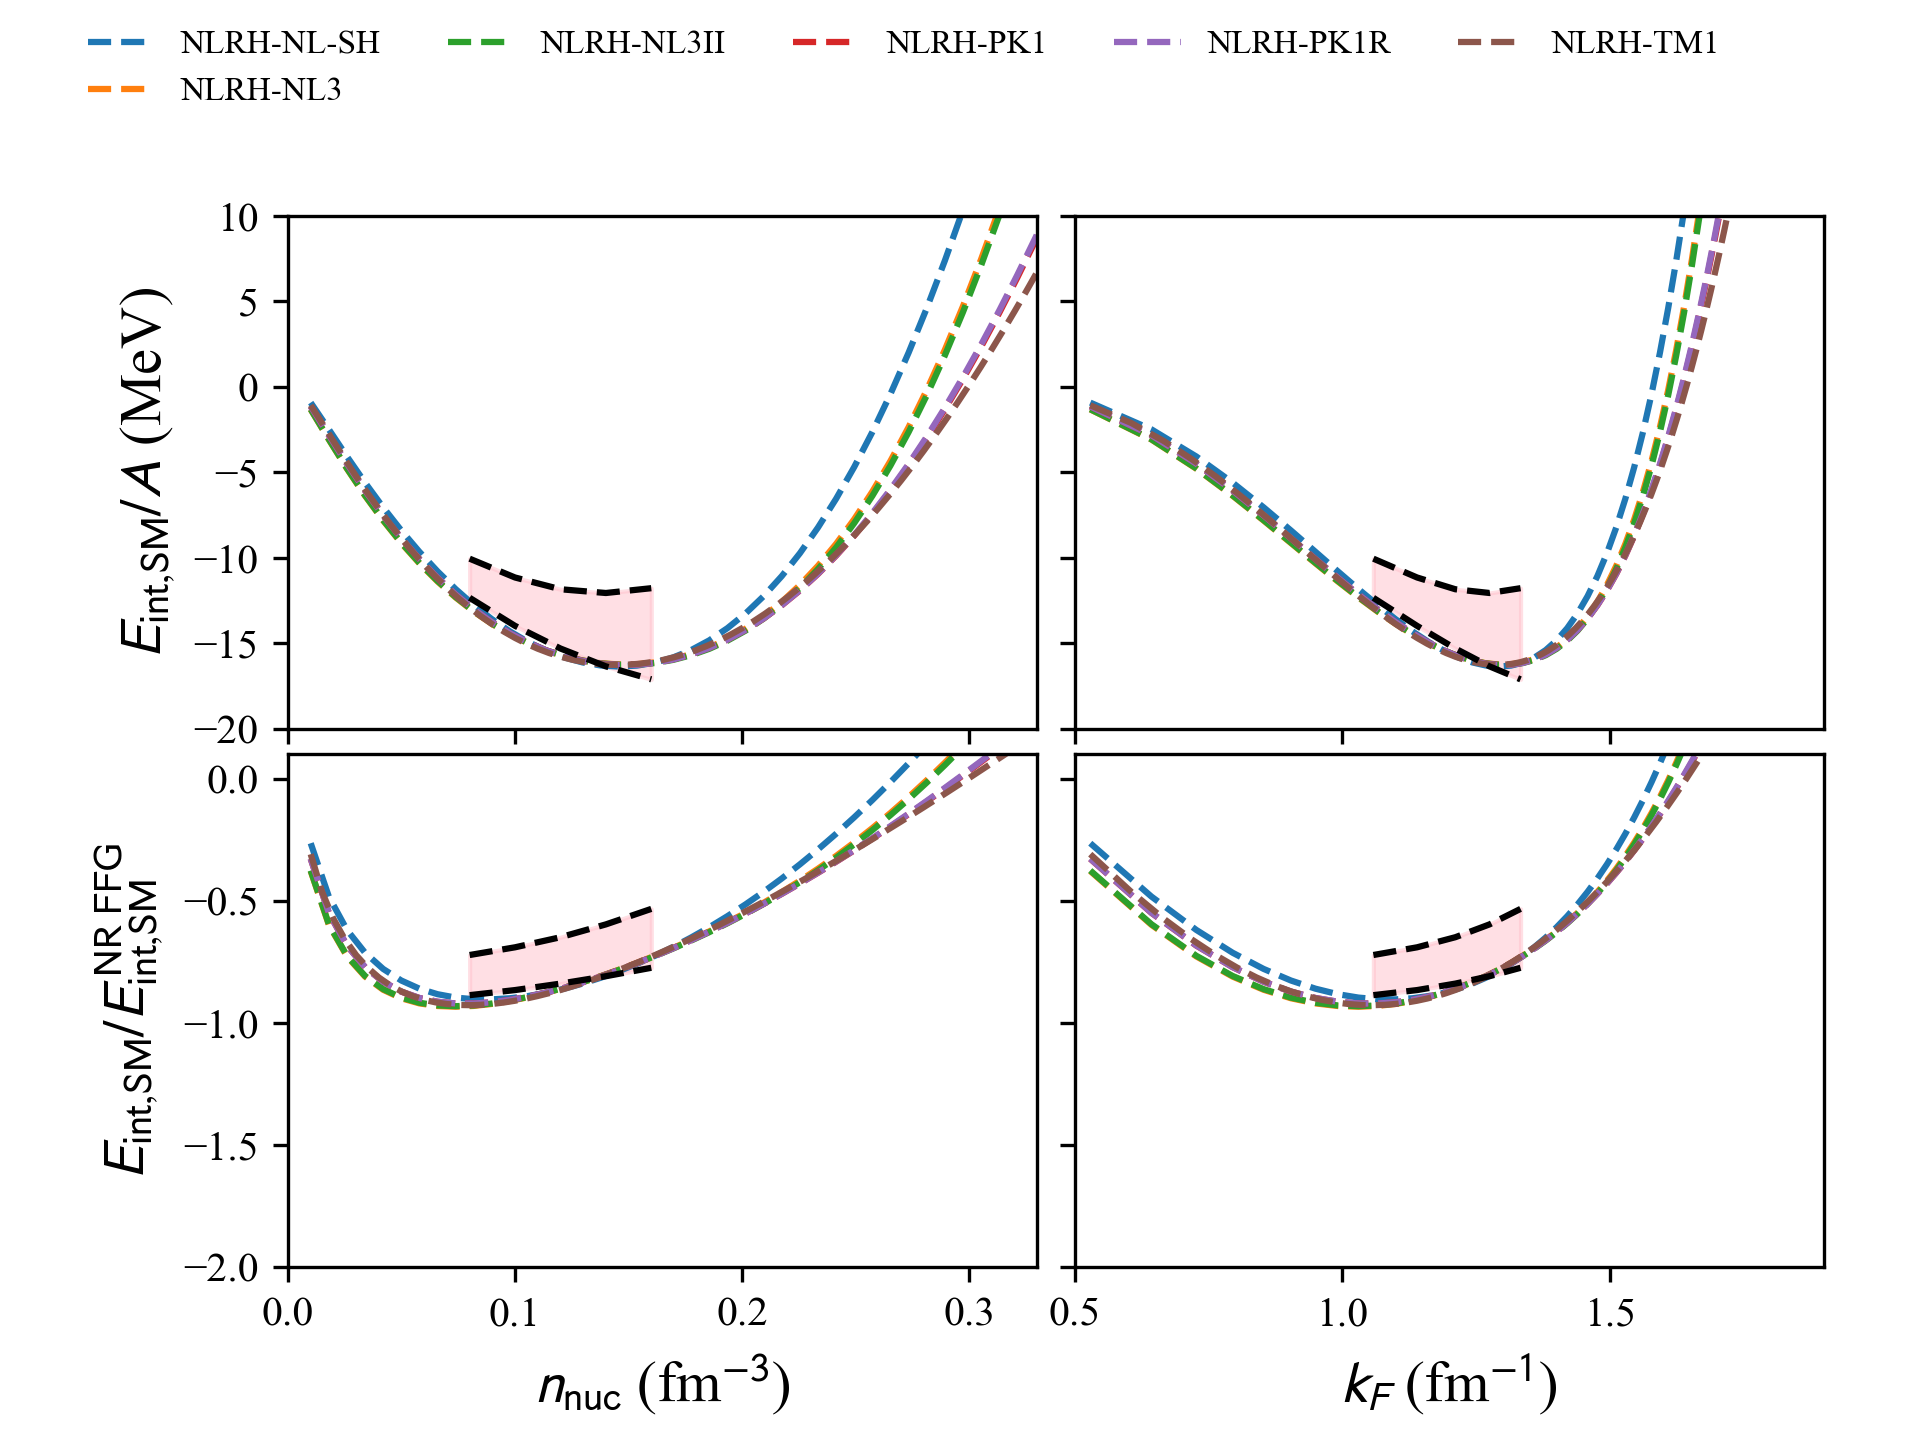 NLRH-NL-SH NLRH-NL3II NLRH-PK1 NLRH-PK1R NLRH-TM1
NLRH-NL3
10
5
0
−5
−10
−15
−20
E_int,SM/A (MeV)
0.0
−0.5
−1.0
−1.5
−2.0
E_int,SM/E^NR FFG_int,SM
0.0 0.1 0.2 0.3
0.5 1.0 1.5
n_nuc (fm⁻³)
k_F (fm⁻¹)